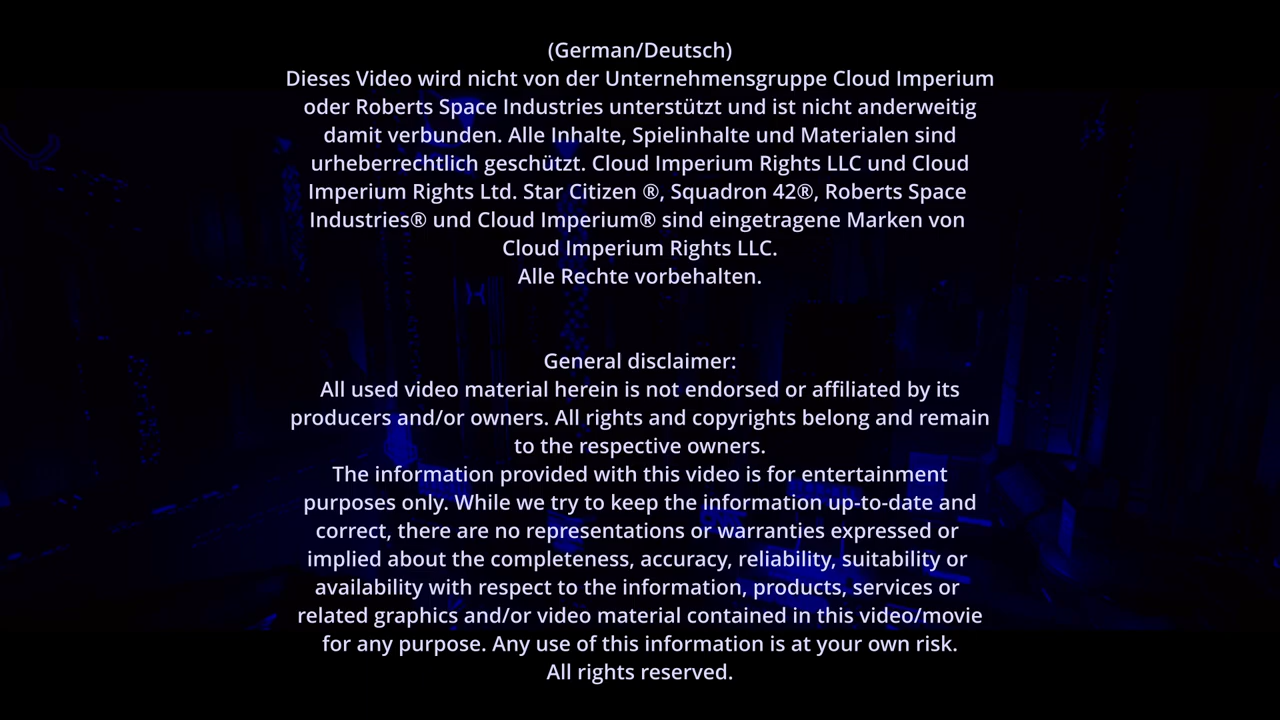 (German/Deutsch)
Dieses Video wird nicht von der Unternehmensgruppe Cloud Imperium
oder Roberts Space Industries unterstützt und ist nicht anderweitig
damit verbunden. Alle Inhalte, Spielinhalte und Materialen sind
urheberrechtlich geschützt. Cloud Imperium Rights LLC und Cloud
Imperium Rights Ltd. Star Citizen ®, Squadron 42®, Roberts Space
Industries® und Cloud Imperium® sind eingetragene Marken von
Cloud Imperium Rights LLC.
Alle Rechte vorbehalten.
General disclaimer:
All used video material herein is not endorsed or affiliated by its
producers and/or owners. All rights and copyrights belong and remain
to the respective owners.
The information provided with this video is for entertainment
purposes only. While we try to keep the information up-to-date and
correct, there are no representations or warranties expressed or
implied about the completeness, accuracy, reliability, suitability or
availability with respect to the information, products, services or
related graphics and/or video material contained in this video/movie
for any purpose. Any use of this information is at your own risk.
All rights reserved.